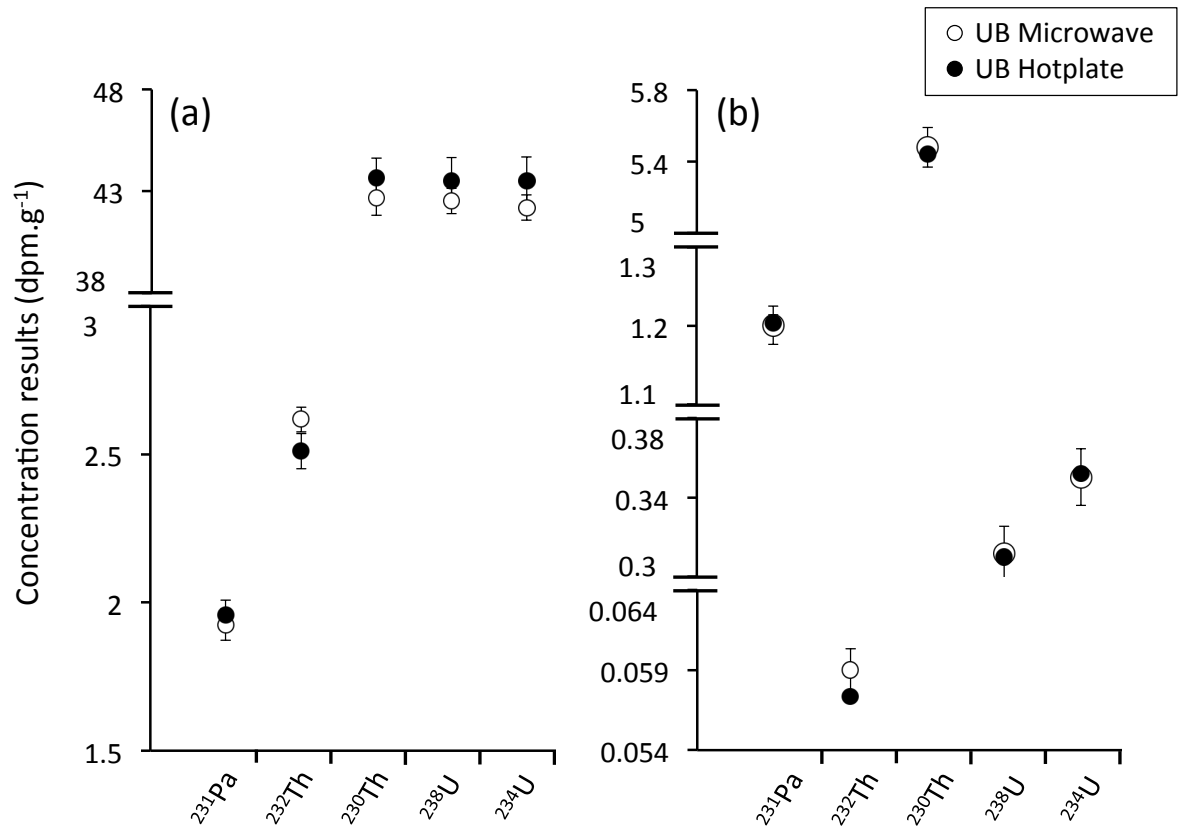 UB Microwave
UB Hotplate
(a)
(b)
Concentration results (dpm.g⁻¹)
48
43
38
3
2.5
2
1.5
²³¹Pa
²³²Th
²³⁰Th
²³⁸U
²³⁴U
5.8
5.4
5
1.3
1.2
1.1
0.38
0.34
0.3
0.064
0.059
0.054
²³¹Pa
²³²Th
²³⁰Th
²³⁸U
²³⁴U